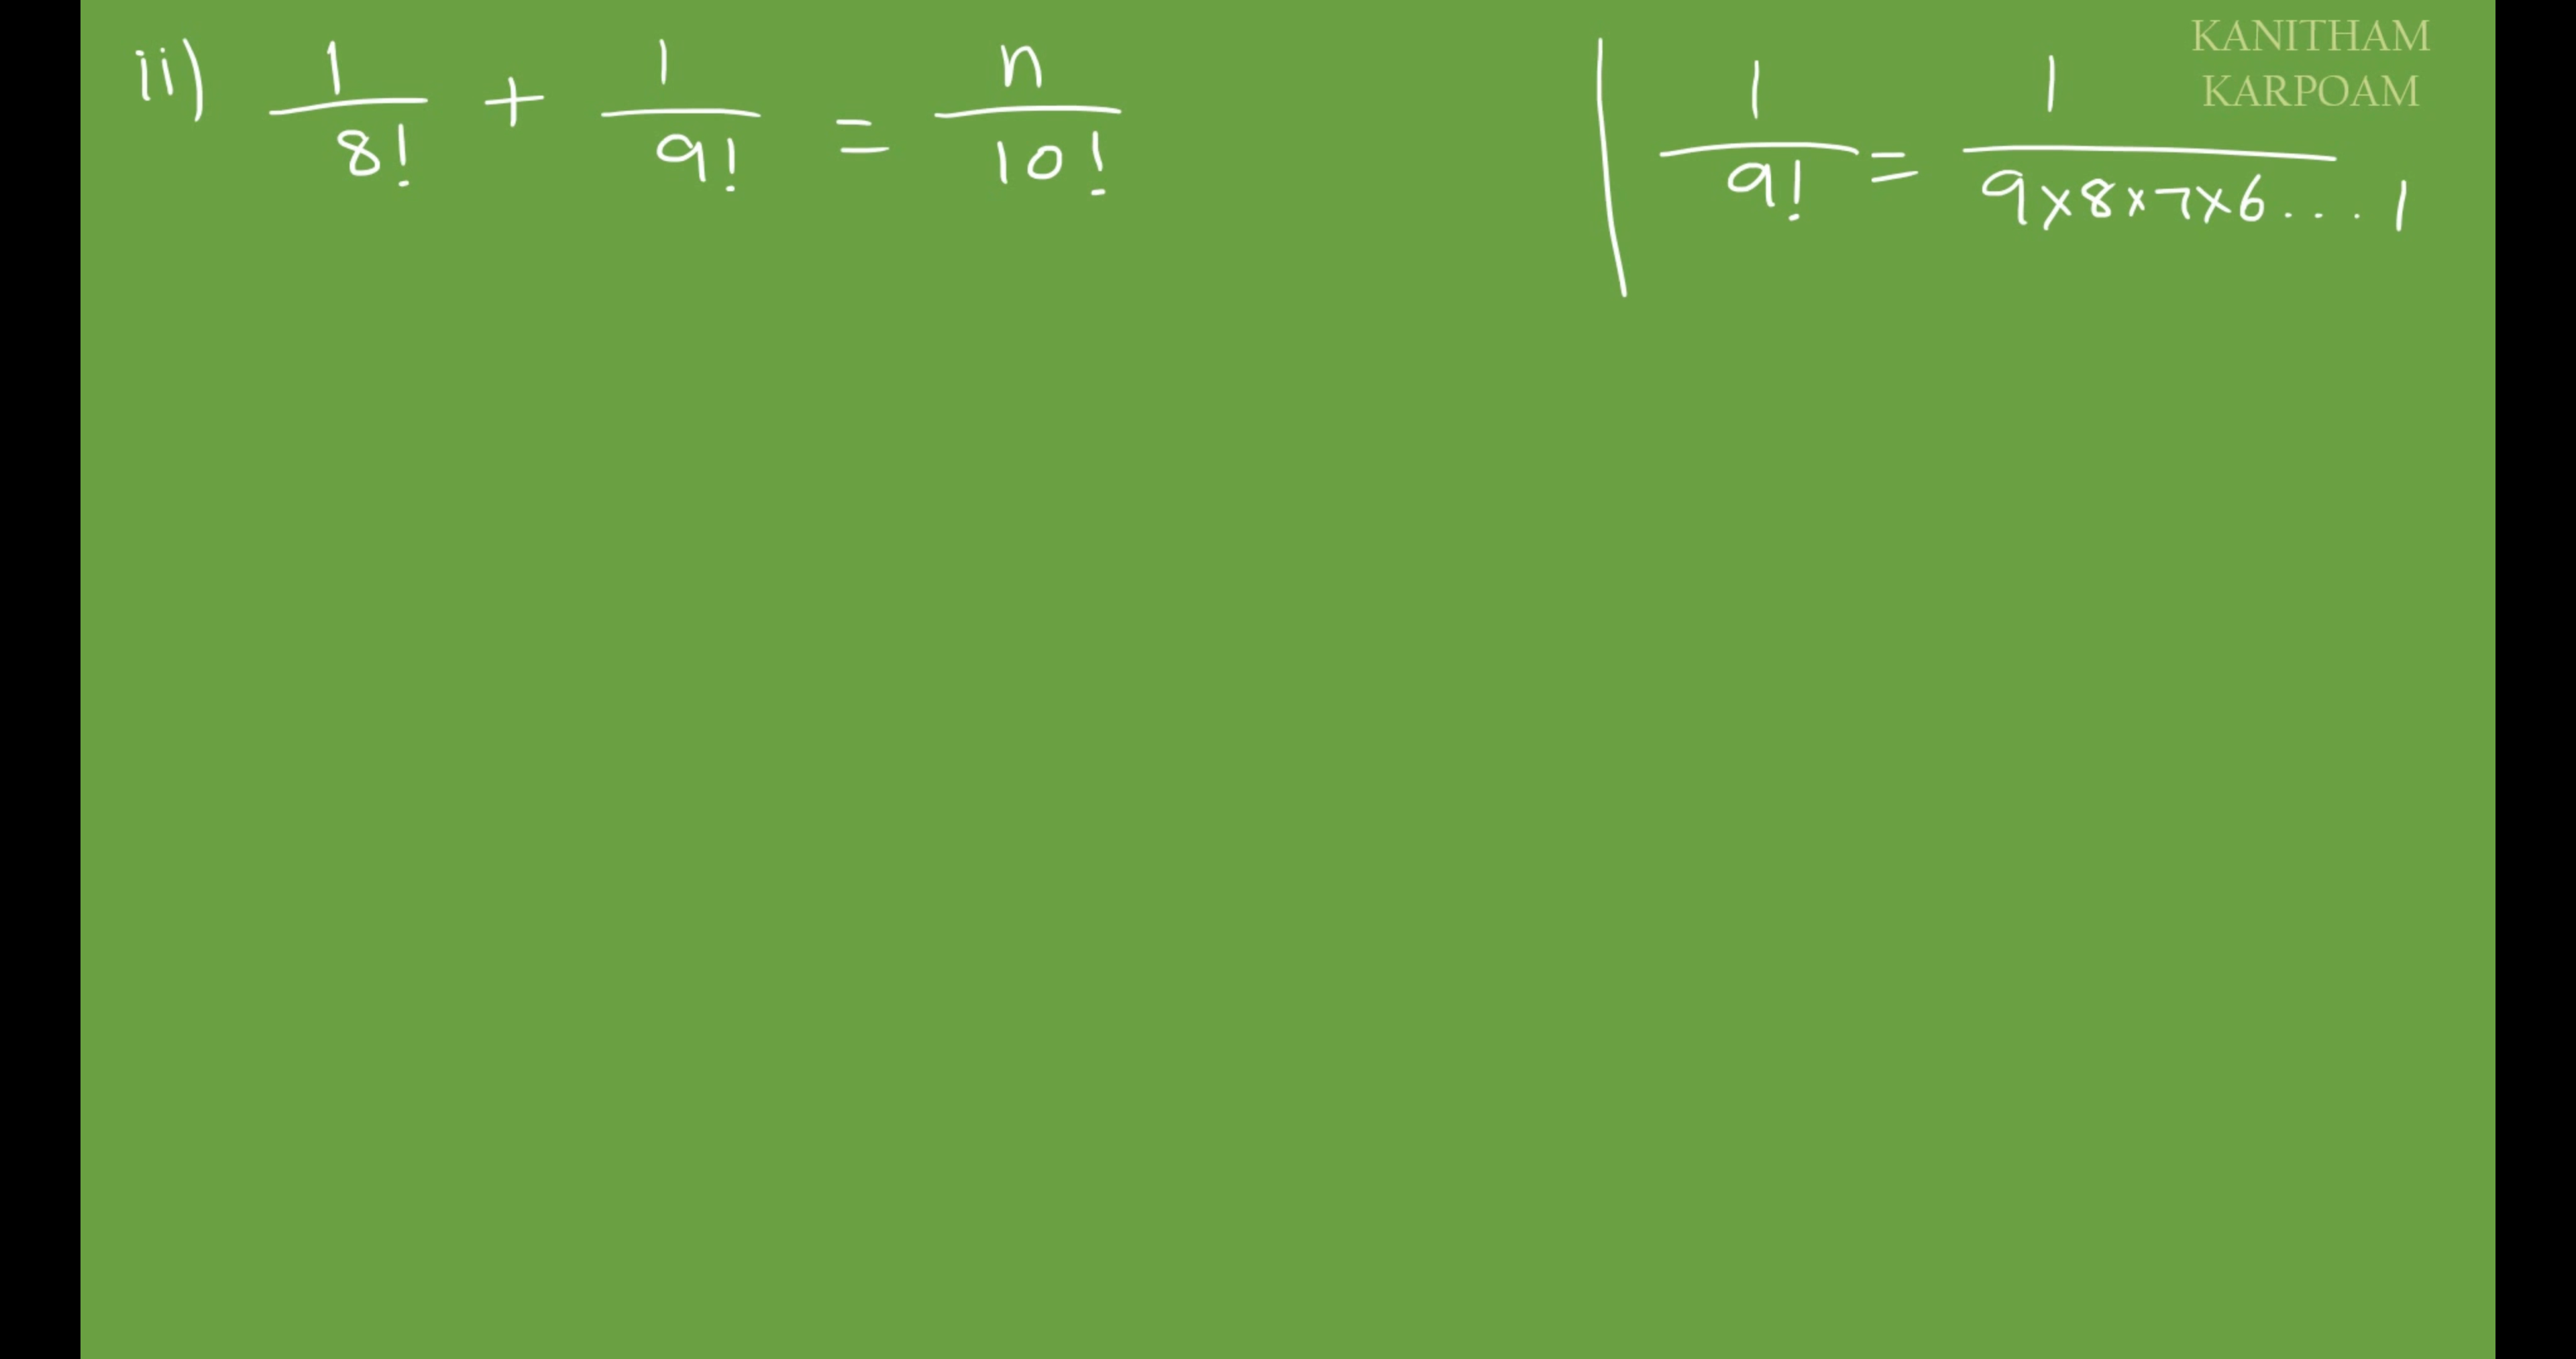 ii) 1/8! + 1/9! = n/10!
1/9! = 1/9×8×7×6... 1
KANITHAM
KARPOAM